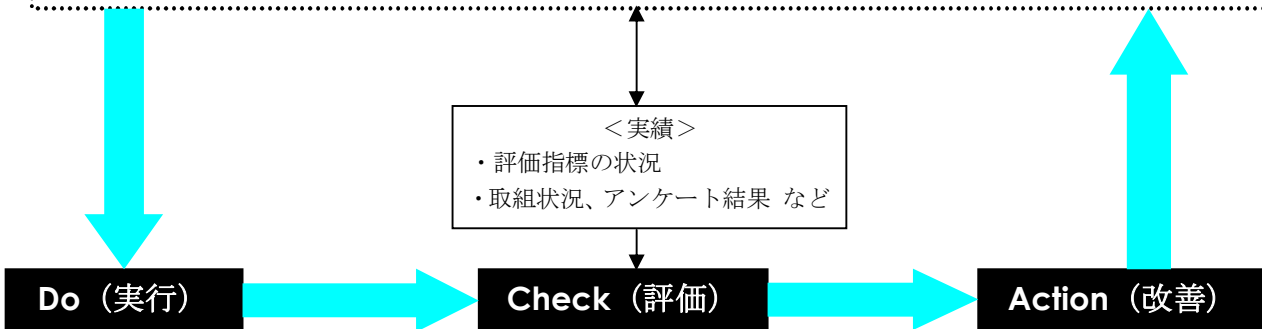 ＜実績＞
・評価指標の状況
・取組状況、アンケート結果 など
Do（実行）
Check（評価）
Action（改善）